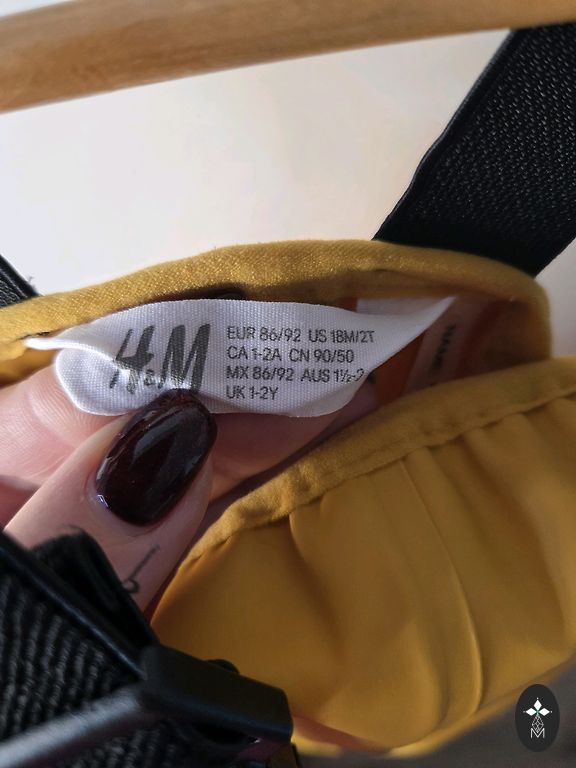 H&M
EUR 86/92 US 18M/2T
CA 1-2A CN 90/50
MX 86/92 AUS 1½-2
UK 1-2Y
NAME
M